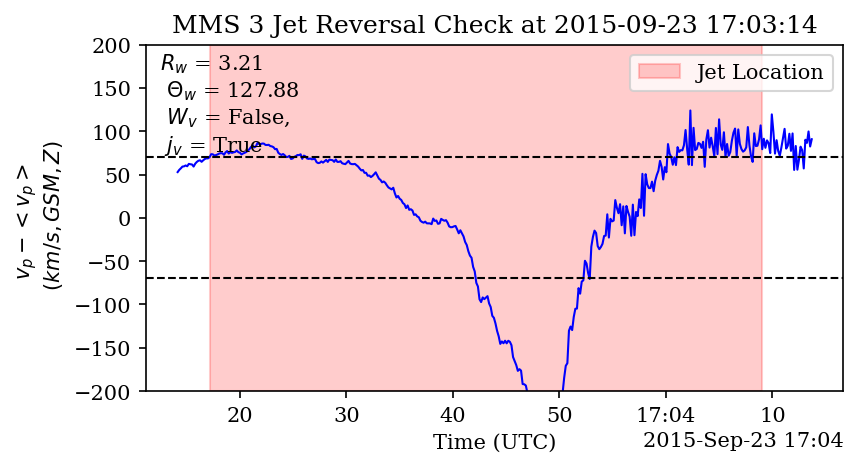 MMS 3 Jet Reversal Check at 2015-09-23 17:03:14
R_w = 3.21
Θ_w = 127.88
W_v = False,
j_v = True
Jet Location
200
150
100
50
0
−50
−100
−150
−200
v_p − < v_p >
(km/s, GSM, Z)
20 30 40 50 17:04 10
Time (UTC)
2015-Sep-23 17:04